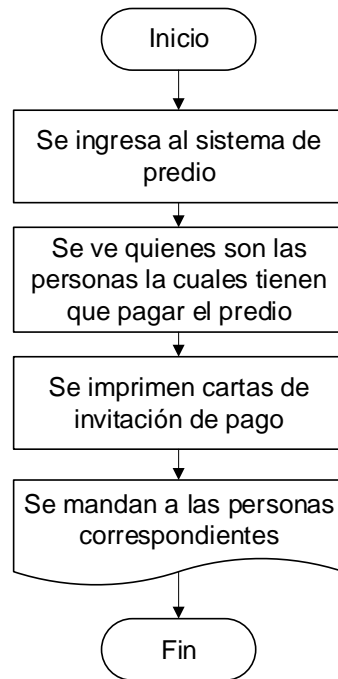 Inicio
Se ingresa al sistema de
predio
Se ve quienes son las
personas la cuales tienen
que pagar el predio
Se imprimen cartas de
invitación de pago
Se mandan a las personas
correspondientes
Fin